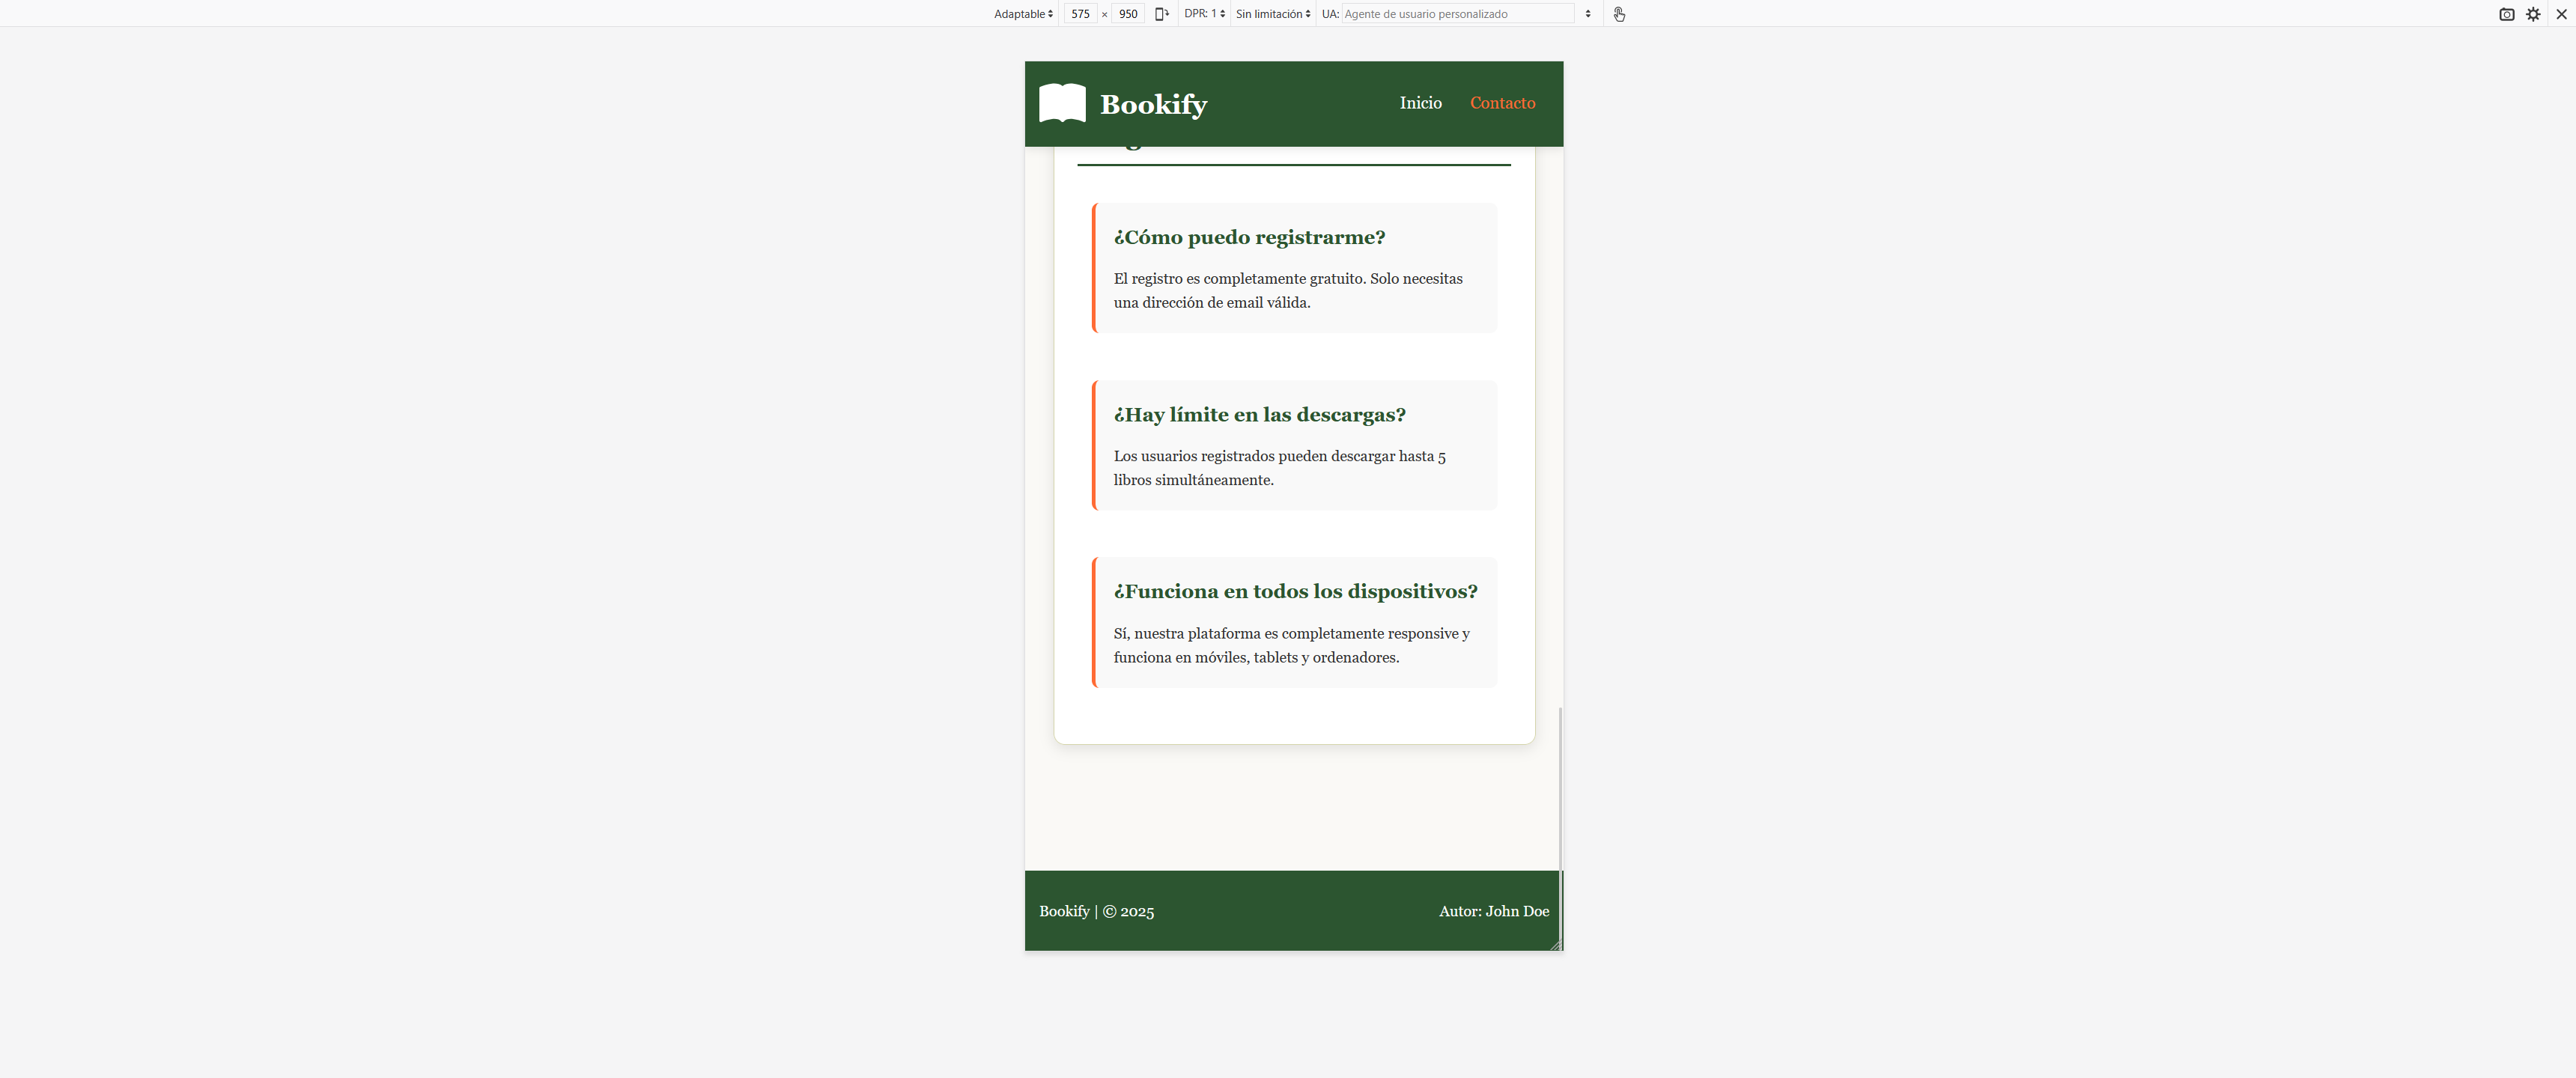 Adaptable 575 × 950 DPR: 1 Sin limitación UA: Agente de usuario personalizado
Bookify Inicio Contacto
¿Cómo puedo registrarme?
El registro es completamente gratuito. Solo necesitas
una dirección de email válida.
¿Hay límite en las descargas?
Los usuarios registrados pueden descargar hasta 5
libros simultáneamente.
¿Funciona en todos los dispositivos?
Sí, nuestra plataforma es completamente responsive y
funciona en móviles, tablets y ordenadores.
Bookify | © 2025 Autor: John Doe